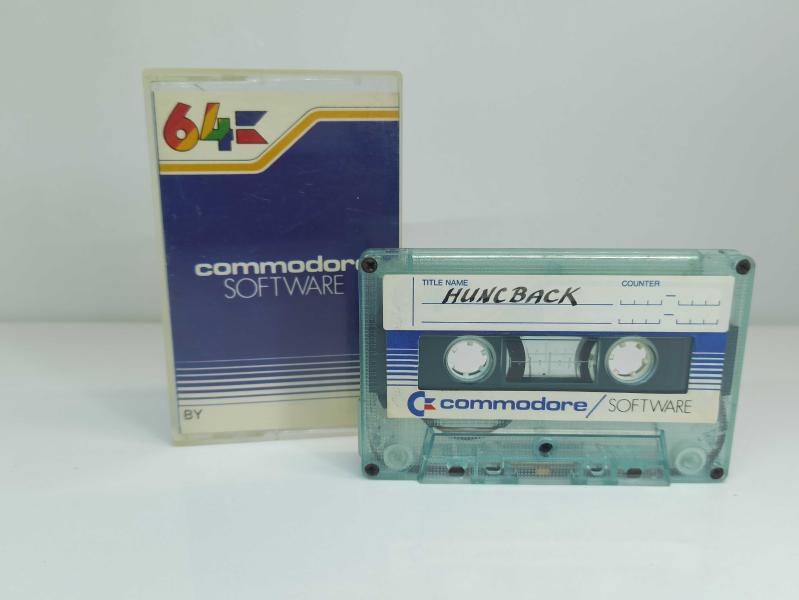 64
commodore
SOFTWARE
BY
TITLE NAME
HUNCBACK
COUNTER
commodore/SOFTWARE